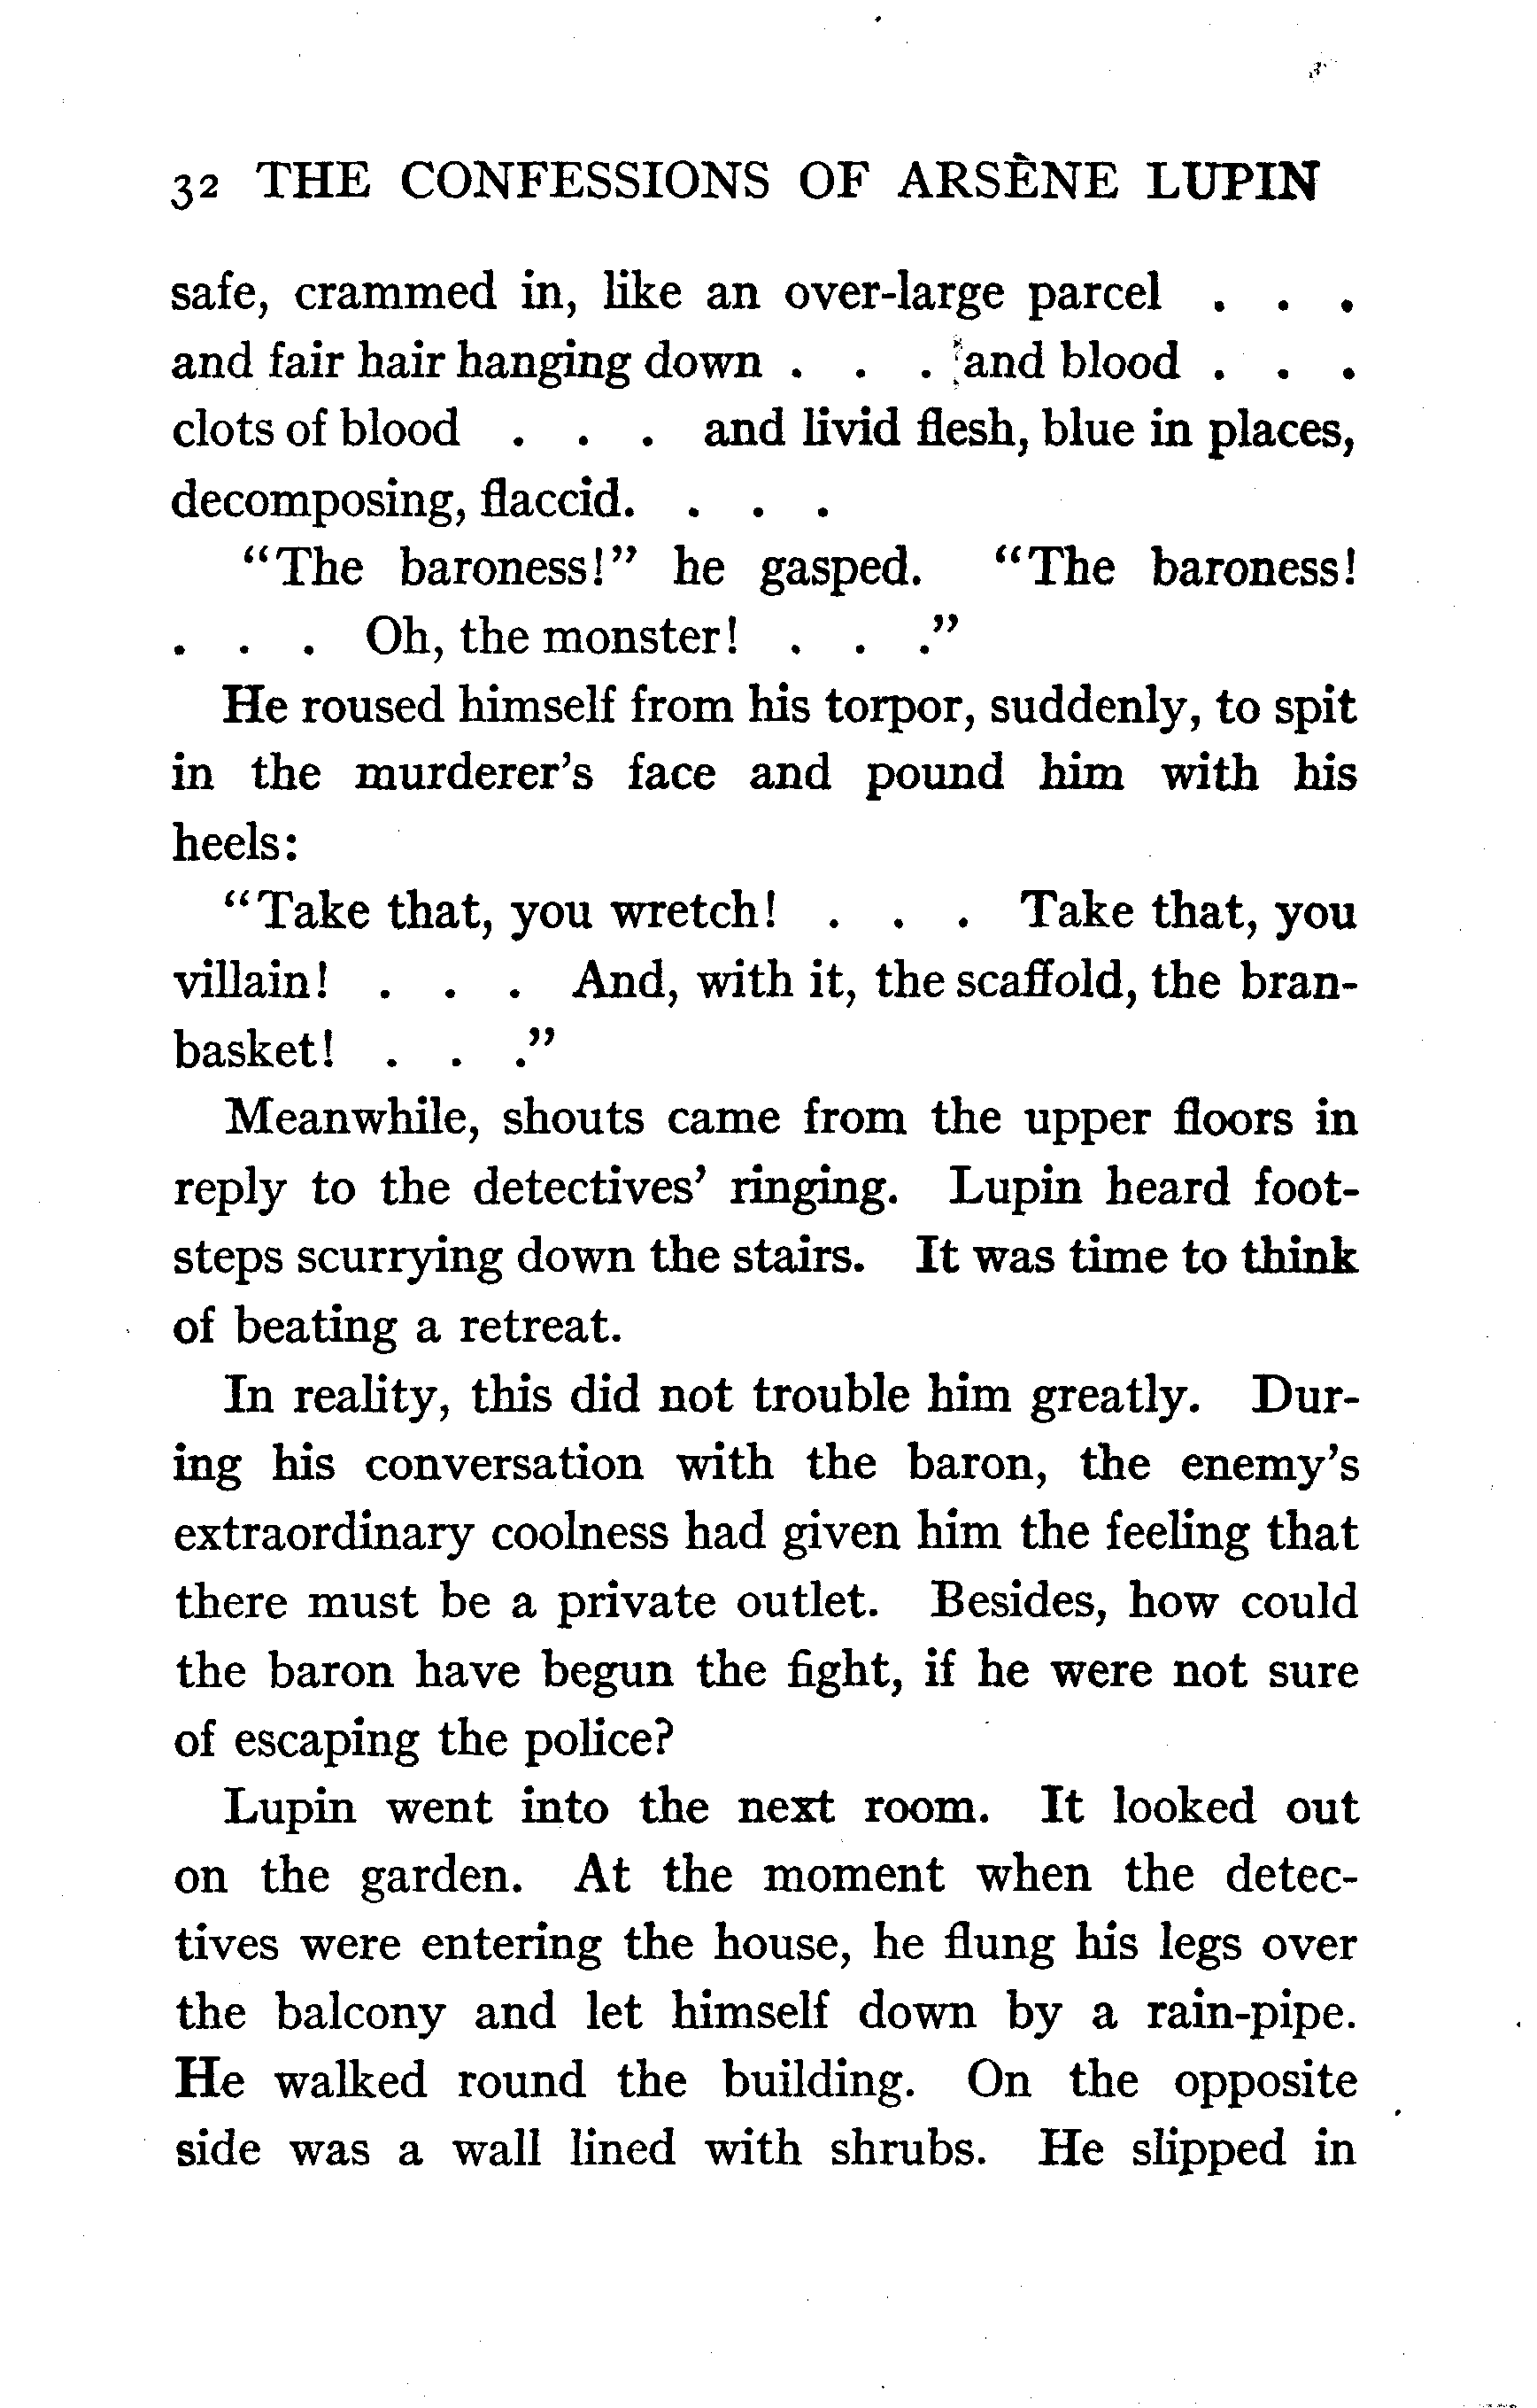 32 THE CONFESSIONS OF ARSÈNE LUPIN
safe, crammed in, like an over-large parcel . . .
and fair hair hanging down . . . and blood . . .
clots of blood . . . and livid flesh, blue in places,
decomposing, flaccid. . . .
"The baroness!" he gasped. "The baroness!
. . . Oh, the monster! . . ."
He roused himself from his torpor, suddenly, to spit
in the murderer's face and pound him with his
heels:
"Take that, you wretch! . . . Take that, you
villain! . . . And, with it, the scaffold, the bran-
basket! . . ."
Meanwhile, shouts came from the upper floors in
reply to the detectives' ringing. Lupin heard foot-
steps scurrying down the stairs. It was time to think
of beating a retreat.
In reality, this did not trouble him greatly. Dur-
ing his conversation with the baron, the enemy's
extraordinary coolness had given him the feeling that
there must be a private outlet. Besides, how could
the baron have begun the fight, if he were not sure
of escaping the police?
Lupin went into the next room. It looked out
on the garden. At the moment when the detec-
tives were entering the house, he flung his legs over
the balcony and let himself down by a rain-pipe.
He walked round the building. On the opposite
side was a wall lined with shrubs. He slipped in